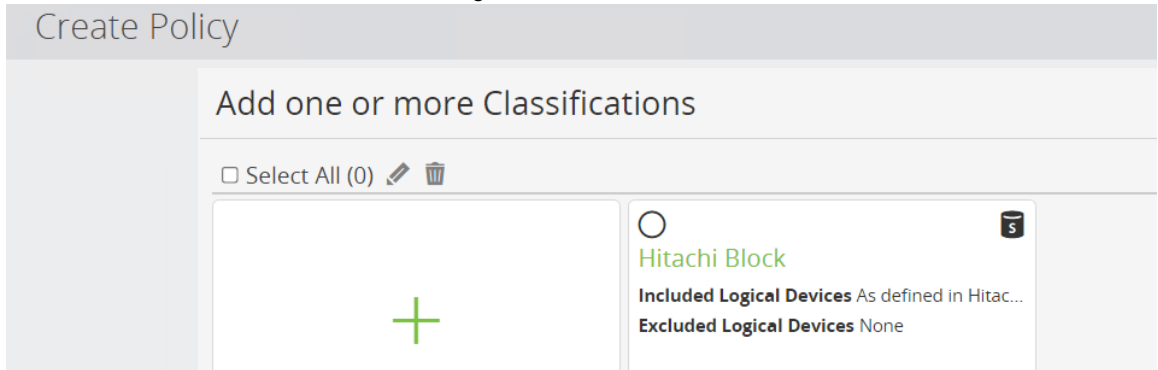 Create Policy
Add one or more Classifications
Select All (0)
S
Hitachi Block
Included Logical Devices As defined in Hitac...
Excluded Logical Devices None